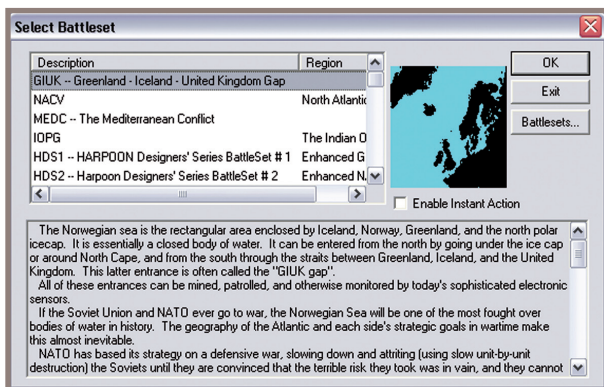 Select Battleset
Description Region
GIUK -- Greenland - Iceland - United Kingdom Gap
NACV North Atlantic
MEDC -- The Mediterranean Conflict
IOPG The Indian O
HDS1 -- HARPOON Designers' Series BattleSet # 1 Enhanced G
HDS2 -- Harpoon Designers' Series BattleSet # 2 Enhanced N.
OK
Exit
Battlesets...
Enable Instant Action
The Norwegian sea is the rectangular area enclosed by Iceland, Norway, Greenland, and the north polar
icecap. It is essentially a closed body of water. It can be entered from the north by going under the ice cap
or around North Cape, and from the south through the straits between Greenland, Iceland, and the United
Kingdom. This latter entrance is often called the "GIUK gap".
All of these entrances can be mined, patrolled, and otherwise monitored by today's sophisticated electronic
sensors.
If the Soviet Union and NATO ever go to war, the Norwegian Sea will be one of the most fought over
bodies of water in history. The geography of the Atlantic and each side's strategic goals in wartime make
this almost inevitable.
NATO has based its strategy on a defensive war, slowing down and attriting (using slow unit-by-unit
destruction) the Soviets until they are convinced that the terrible risk they took was in vain, and they cannot